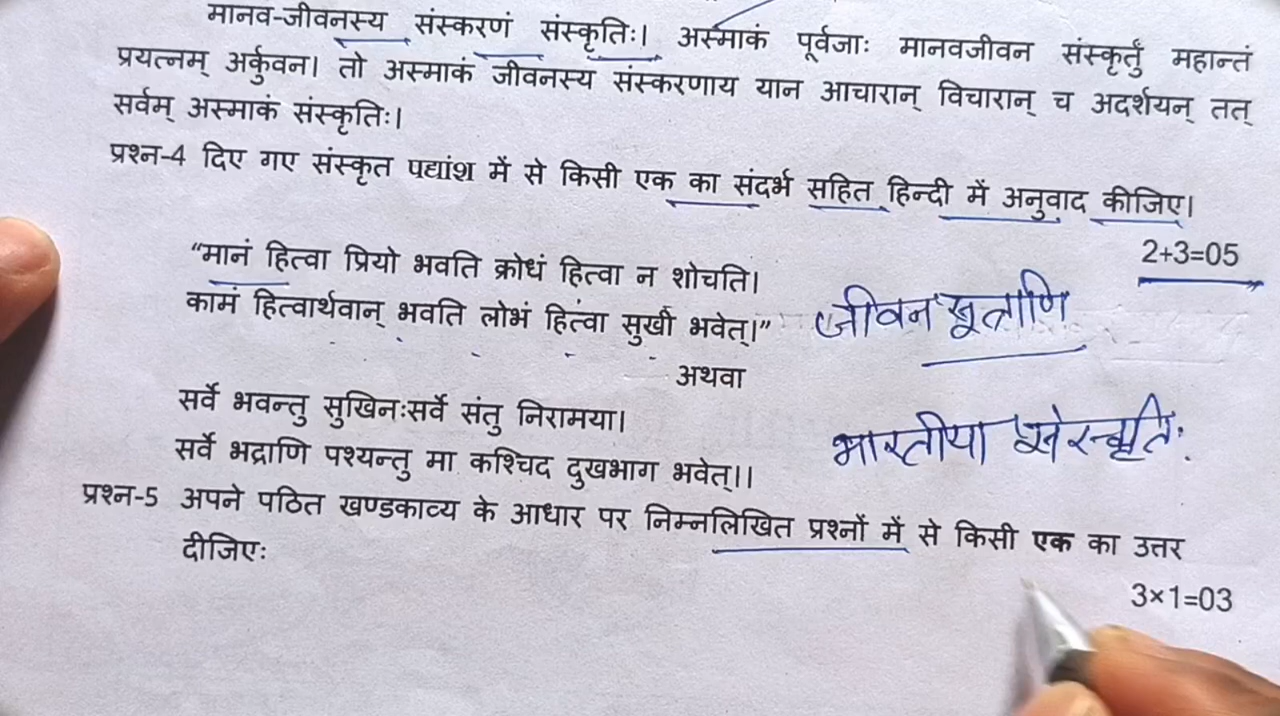 मानव-जीवनस्य संस्करणं संस्कृतिः। अस्माकं पूर्वजाः मानवजीवन संस्कृर्तुं महान्तं
प्रयत्नम् अर्कुवन। तो अस्माकं जीवनस्य संस्करणाय यान आचारान् विचारान् च अदर्शयन् तत्
सर्वम् अस्माकं संस्कृतिः।
प्रश्न-4 दिए गए संस्कृत पद्यांश में से किसी एक का संदर्भ सहित हिन्दी में अनुवाद कीजिए।
2+3=05
“मानं हित्वा प्रियो भवति क्रोधं हित्वा न शोचति।
कामं हित्वार्थवान् भवति लोभं हित्वा सुखी भवेत्।”
जीवन सूत्राणि
अथवा
सर्वे भवन्तु सुखिनःसर्वे संतु निरामया।
सर्वे भद्राणि पश्यन्तु मा कश्चिद दुखभाग भवेत्।।
भारतीया संस्कृतिः
प्रश्न-5 अपने पठित खण्डकाव्य के आधार पर निम्नलिखित प्रश्नों में से किसी एक का उत्तर
दीजिएः
3×1=03